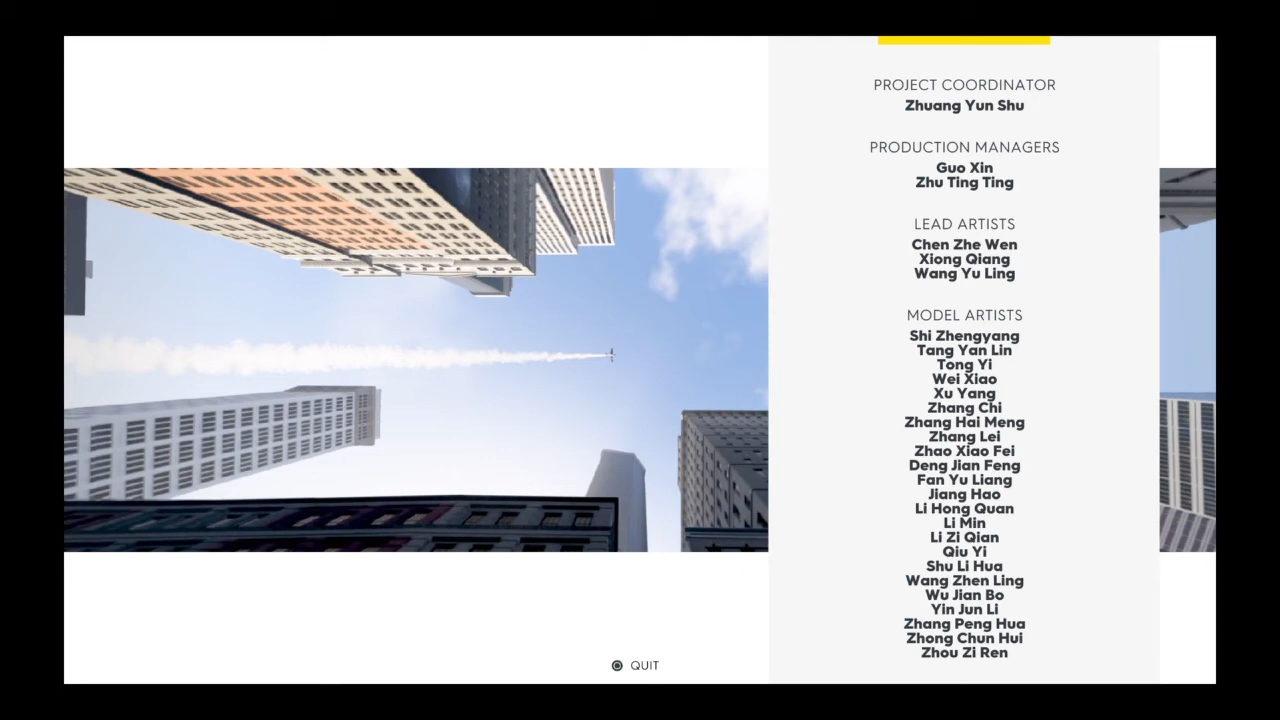 PROJECT COORDINATOR
Zhuang Yun Shu
PRODUCTION MANAGERS
Guo Xin
Zhu Ting Ting
LEAD ARTISTS
Chen Zhe Wen
Xiong Qiang
Wang Yu Ling
MODEL ARTISTS
Shi Zhengyang
Tang Yan Lin
Tong Yi
Wei Xiao
Xu Yang
Zhang Chi
Zhang Hai Meng
Zhang Lei
Zhao Xiao Fei
Deng Jian Feng
Fan Yu Liang
Jiang Hao
Li Hong Quan
Li Min
Li Zi Qian
Qiu Yi
Shu Li Hua
Wang Zhen Ling
Wu Jian Bo
Yin Jun Li
Zhang Peng Hua
Zhong Chun Hui
Zhou Zi Ren
QUIT